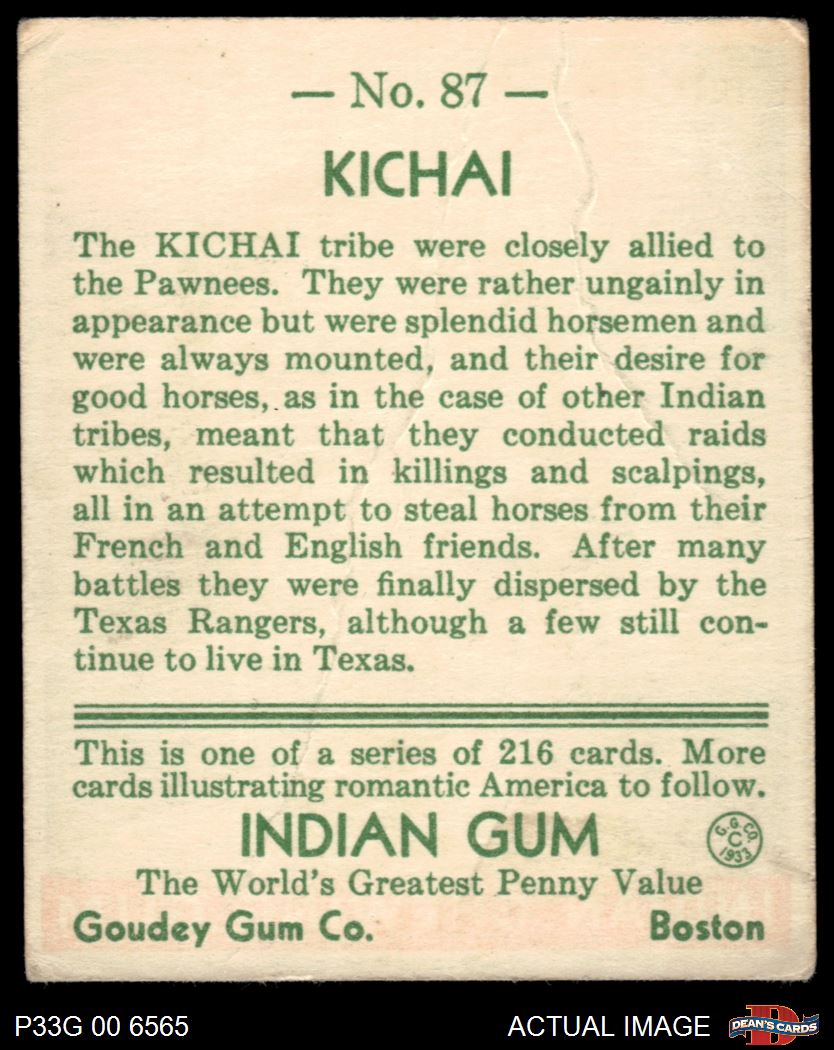 — No. 87 —
KICHAI
The KICHAI tribe were closely allied to
the Pawnees. They were rather ungainly in
appearance but were splendid horsemen and
were always mounted, and their desire for
good horses, as in the case of other Indian
tribes, meant that they conducted raids
which resulted in killings and scalpings,
all in an attempt to steal horses from their
French and English friends. After many
battles they were finally dispersed by the
Texas Rangers, although a few still con-
tinue to live in Texas.
This is one of a series of 216 cards. More
cards illustrating romantic America to follow.
INDIAN GUM
G. G. CO.
C
1933
The World's Greatest Penny Value
Goudey Gum Co. Boston
P33G 00 6565 ACTUAL IMAGE D DEAN'S CARDS